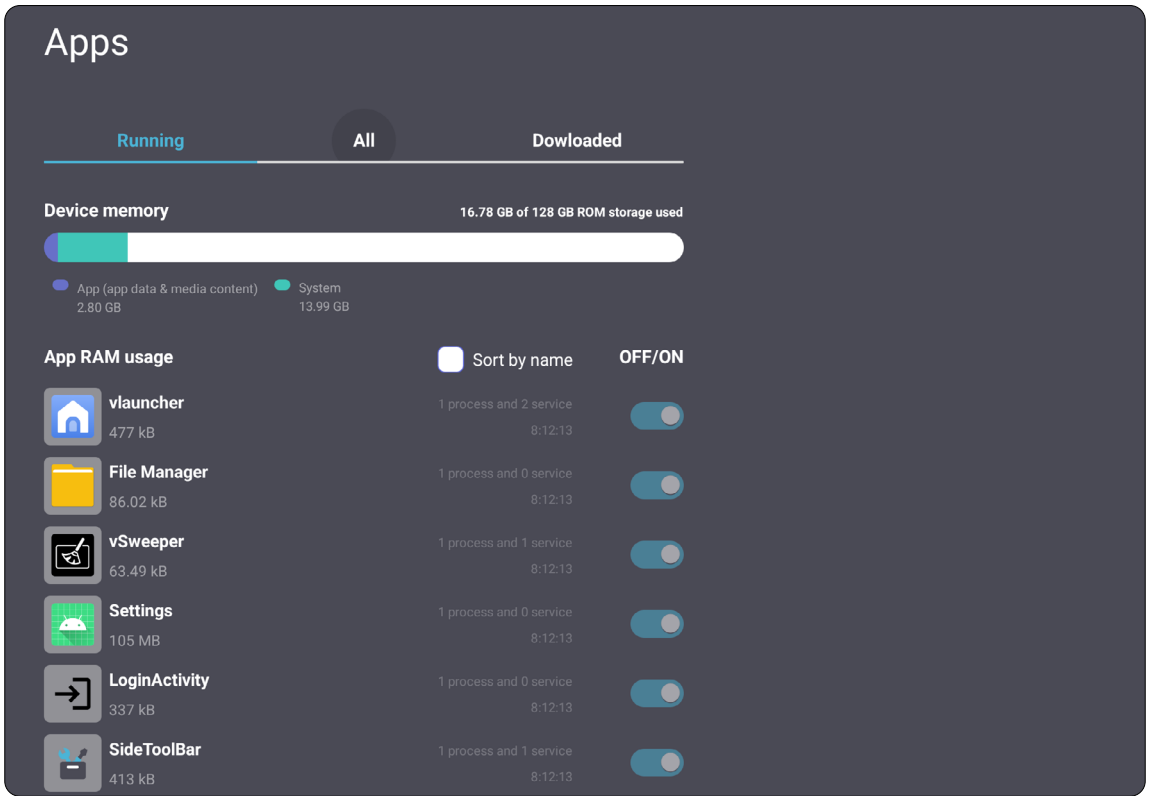 Apps
Running All Dowloaded
Device memory 16.78 GB of 128 GB ROM storage used
App (app data & media content) System
2.80 GB 13.99 GB
App RAM usage Sort by name OFF/ON
vlauncher 1 process and 2 service
477 kB 8:12:13
File Manager 1 process and 0 service
86.02 kB 8:12:13
vSweeper 1 process and 1 service
63.49 kB 8:12:13
Settings 1 process and 0 service
105 MB 8:12:13
LoginActivity 1 process and 0 service
337 kB 8:12:13
SideToolBar 1 process and 1 service
413 kB 8:12:13